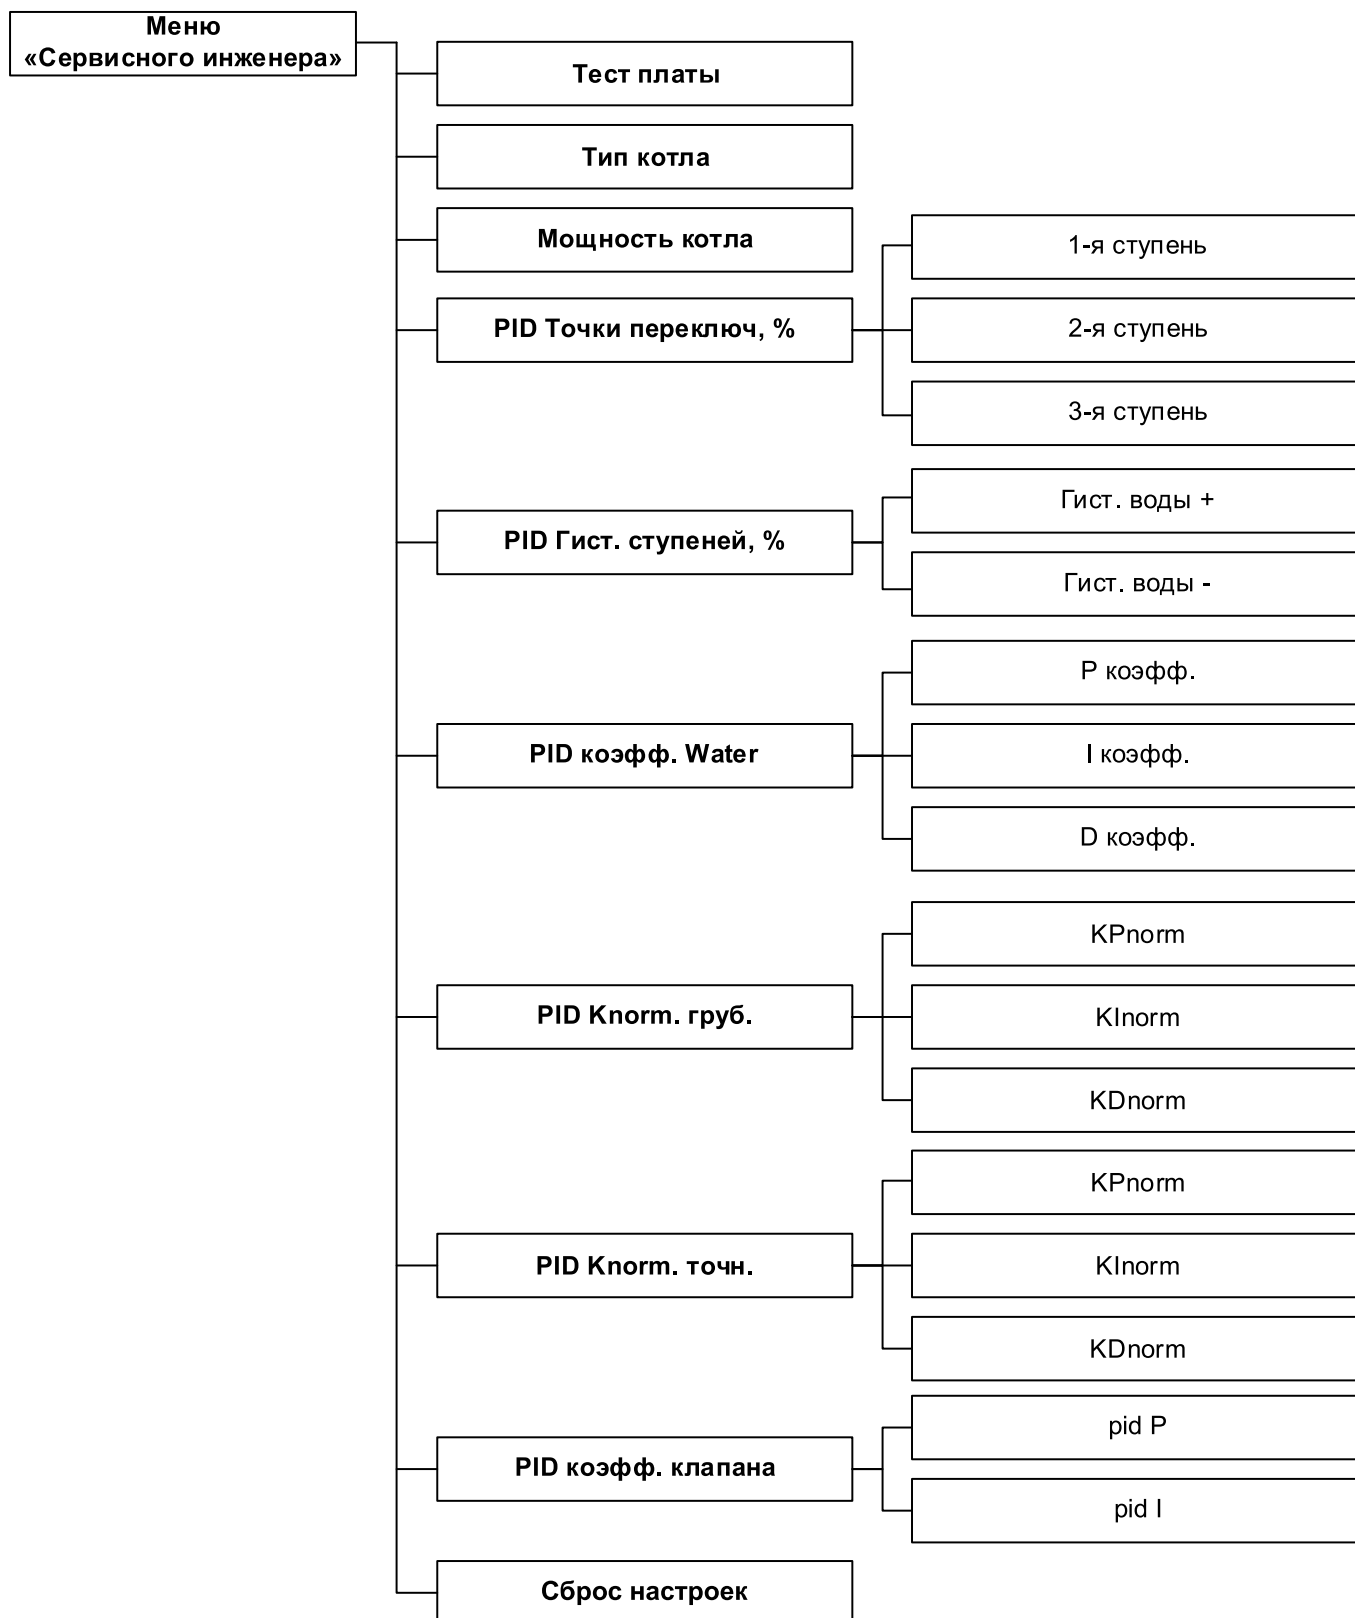 Меню
«Сервисного инженера»
Тест платы
Тип котла
Мощность котла
PID Точки переключ, %
1-я ступень
2-я ступень
3-я ступень
PID Гист. ступеней, %
Гист. воды +
Гист. воды -
PID коэфф. Water
P коэфф.
I коэфф.
D коэфф.
PID Knorm. груб.
KPnorm
KInorm
KDnorm
PID Knorm. точн.
KPnorm
KInorm
KDnorm
PID коэфф. клапана
pid P
pid I
Сброс настроек